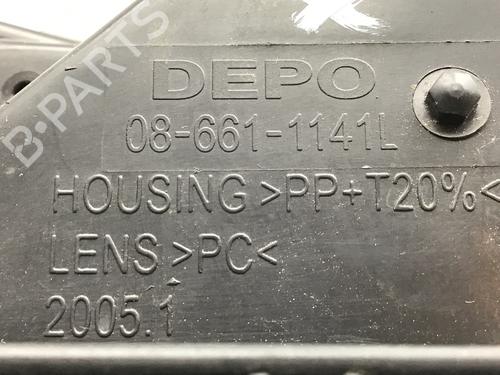 B-PARTS
DEPO
08-661-1141L
HOUSING >PP+T20%<
LENS >PC<
2005.1